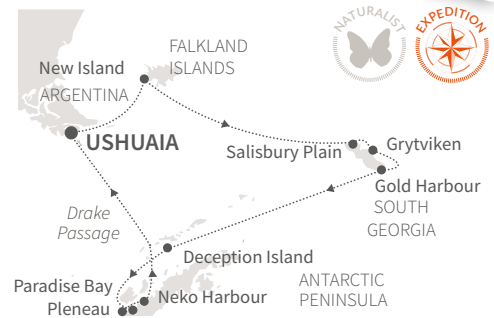 NATURALIST
EXPEDITION
FALKLAND
ISLANDS
New Island
ARGENTINA
USHUAIA
Salisbury Plain
Grytviken
Gold Harbour
SOUTH
GEORGIA
Drake
Passage
Deception Island
ANTARCTIC
PENINSULA
Paradise Bay
Pleneau
Neko Harbour